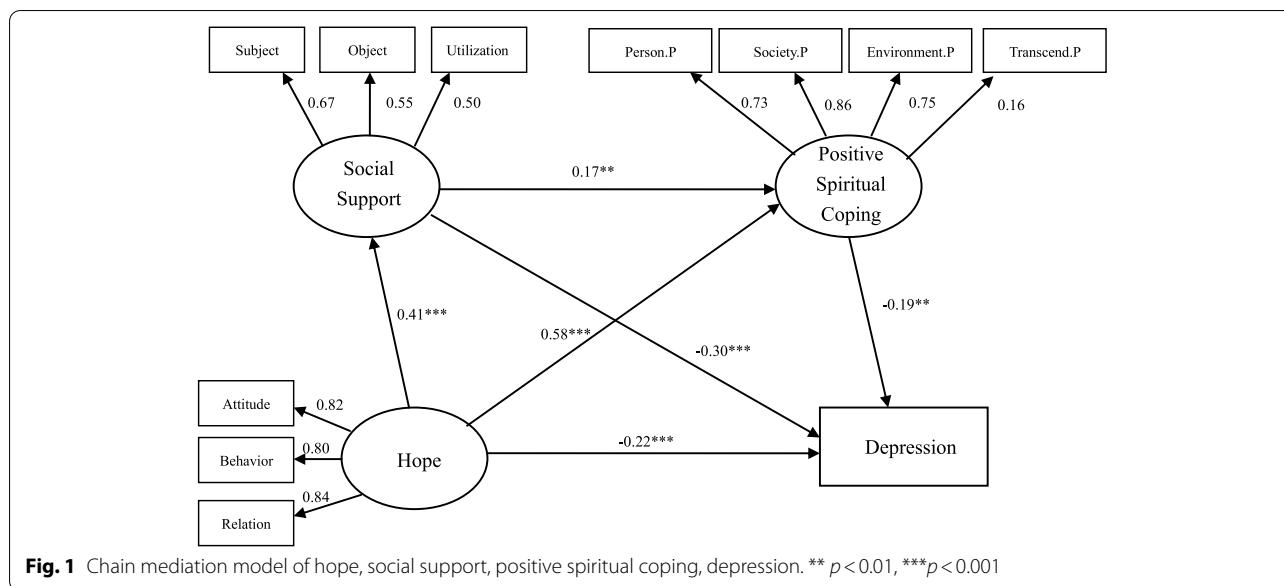 Subject
Object
Utilization
Person.P
Society.P
Environment.P
Transcend.P
0.67
0.55
0.50
0.73
0.86
0.75
0.16
Social
Support
Positive
Spiritual
Coping
0.17**
0.41***
0.58***
-0.30***
-0.19**
Attitude
0.82
Behavior
0.80
Relation
0.84
Hope
-0.22***
Depression
Fig. 1 Chain mediation model of hope, social support, positive spiritual coping, depression. ** p < 0.01, ***p < 0.001